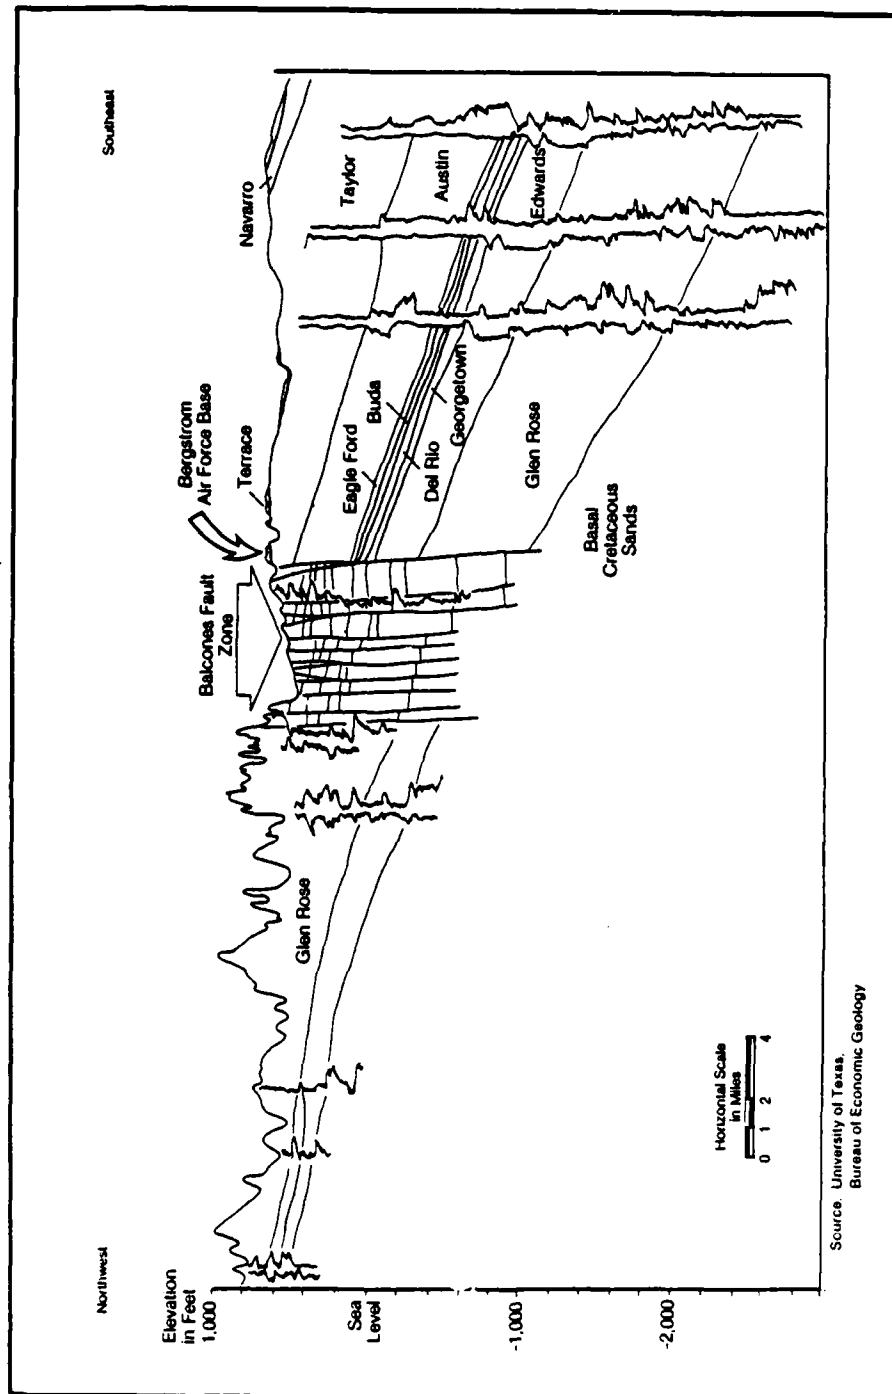 Northwest
Southeast
Elevation
in Feet
1,000
Sea
Level
-1,000
-2,000
Balcones Fault
Zone
Bergstrom
Air Force Base
Terrace
Navarro
Taylor
Austin
Eagle Ford
Buda
Del Rio
Georgetown
Edwards
Glen Rose
Glen Rose
Basal
Cretaceous
Sands
Horizontal Scale
in Miles
0 1 2 4
Source. University of Texas.
Bureau of Economic Geology